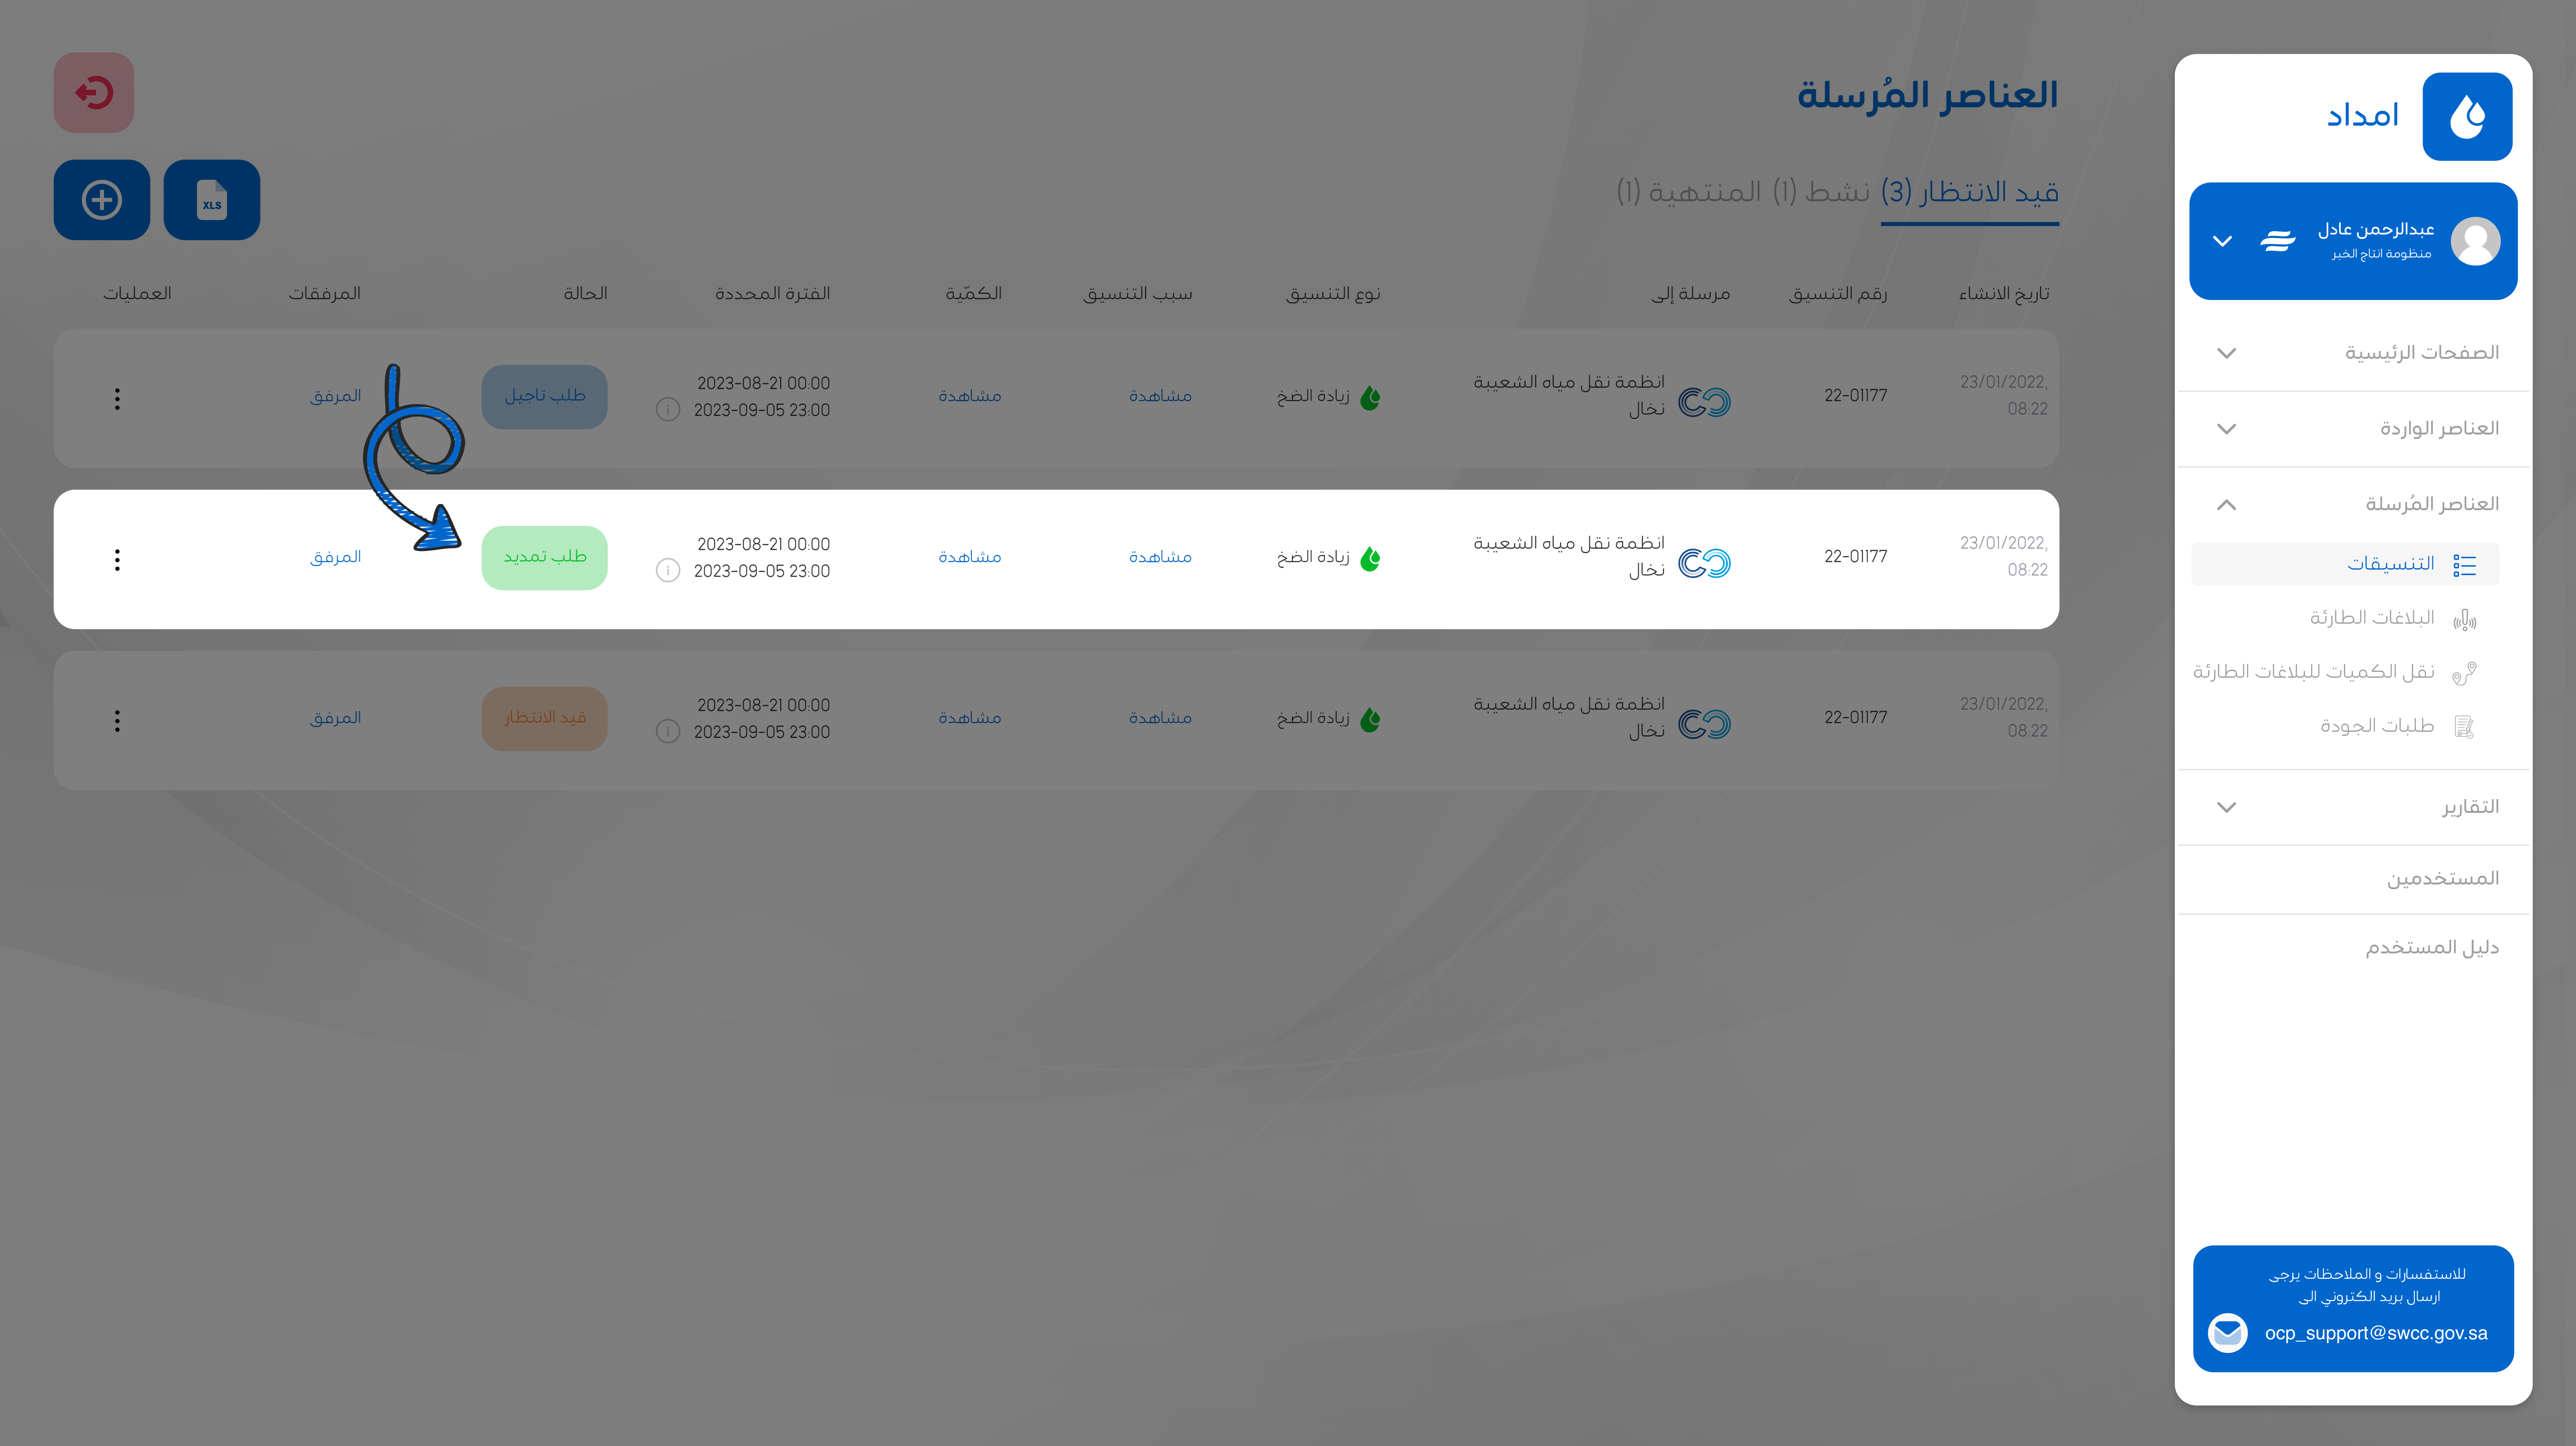 امداد
عبدالرحمن عادل
منظومة انتاج الخبر
الصفحات الرئيسية
العناصر الواردة
العناصر المُرسلة
التنسيقات
البلاغات الطارئة
نقل الكميات للبلاغات الطارئة
طلبات الجودة
التقارير
المستخدمين
دليل المستخدم
للاستفسارات و الملاحظات يرجى
ارسال بريد الكتروني الى
ocp_support@swcc.gov.sa
العناصر المُرسلة
قيد الانتظار (3) نشط (1) المنتهية (1)
XLS
تاريخ الانشاء رقم التنسيق مرسلة إلى نوع التنسيق سبب التنسيق الكمّية الفترة المحددة الحالة المرفقات العمليات
23/01/2022,
08:22
22-01177
انظمة نقل مياه الشعيبة
نخال
زيادة الضخ
مشاهدة
مشاهدة
2023-08-21 00:00
2023-09-05 23:00
طلب تاجيل
المرفق
23/01/2022,
08:22
22-01177
انظمة نقل مياه الشعيبة
نخال
زيادة الضخ
مشاهدة
مشاهدة
2023-08-21 00:00
2023-09-05 23:00
طلب تمديد
المرفق
23/01/2022,
08:22
22-01177
انظمة نقل مياه الشعيبة
نخال
زيادة الضخ
مشاهدة
مشاهدة
2023-08-21 00:00
2023-09-05 23:00
قيد الانتظار
المرفق